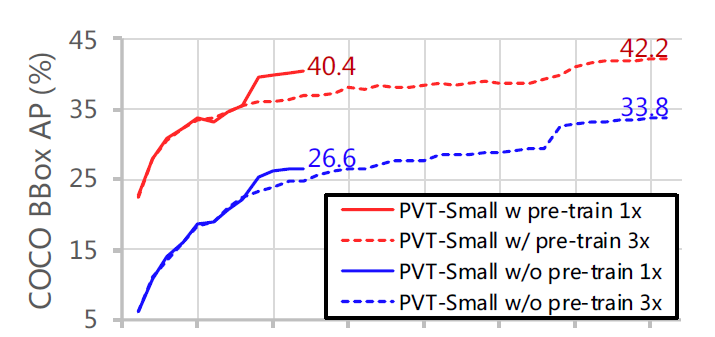 45
35
25
15
5
COCO BBox AP (%)
40.4
42.2
26.6
33.8
PVT-Small w pre-train 1x
PVT-Small w/ pre-train 3x
PVT-Small w/o pre-train 1x
PVT-Small w/o pre-train 3x